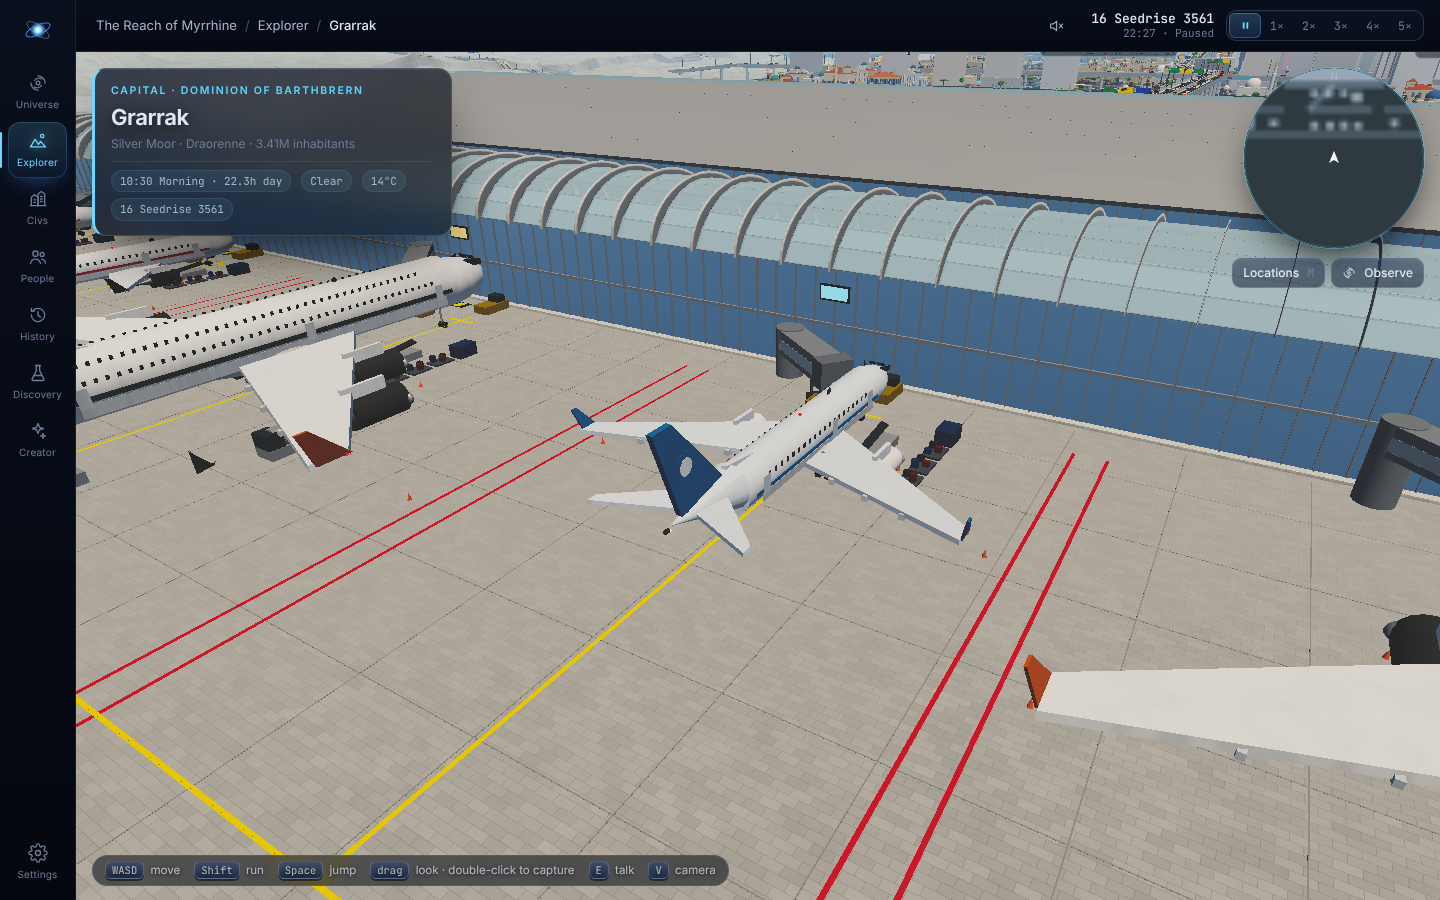 The Reach of Myrrhine / Explorer / Grarrak
16 Seedrise 3561
22:27 · Paused
1× 2× 3× 4× 5×
Universe
Explorer
Civs
People
History
Discovery
Creator
Settings
CAPITAL · DOMINION OF BARTHBRERN
Grarrak
Silver Moor · Draorenne · 3.41M inhabitants
10:30 Morning · 22.3h day
Clear
14°C
16 Seedrise 3561
N
Locations M
Observe
WASD move Shift run Space jump drag look · double-click to capture E talk V camera